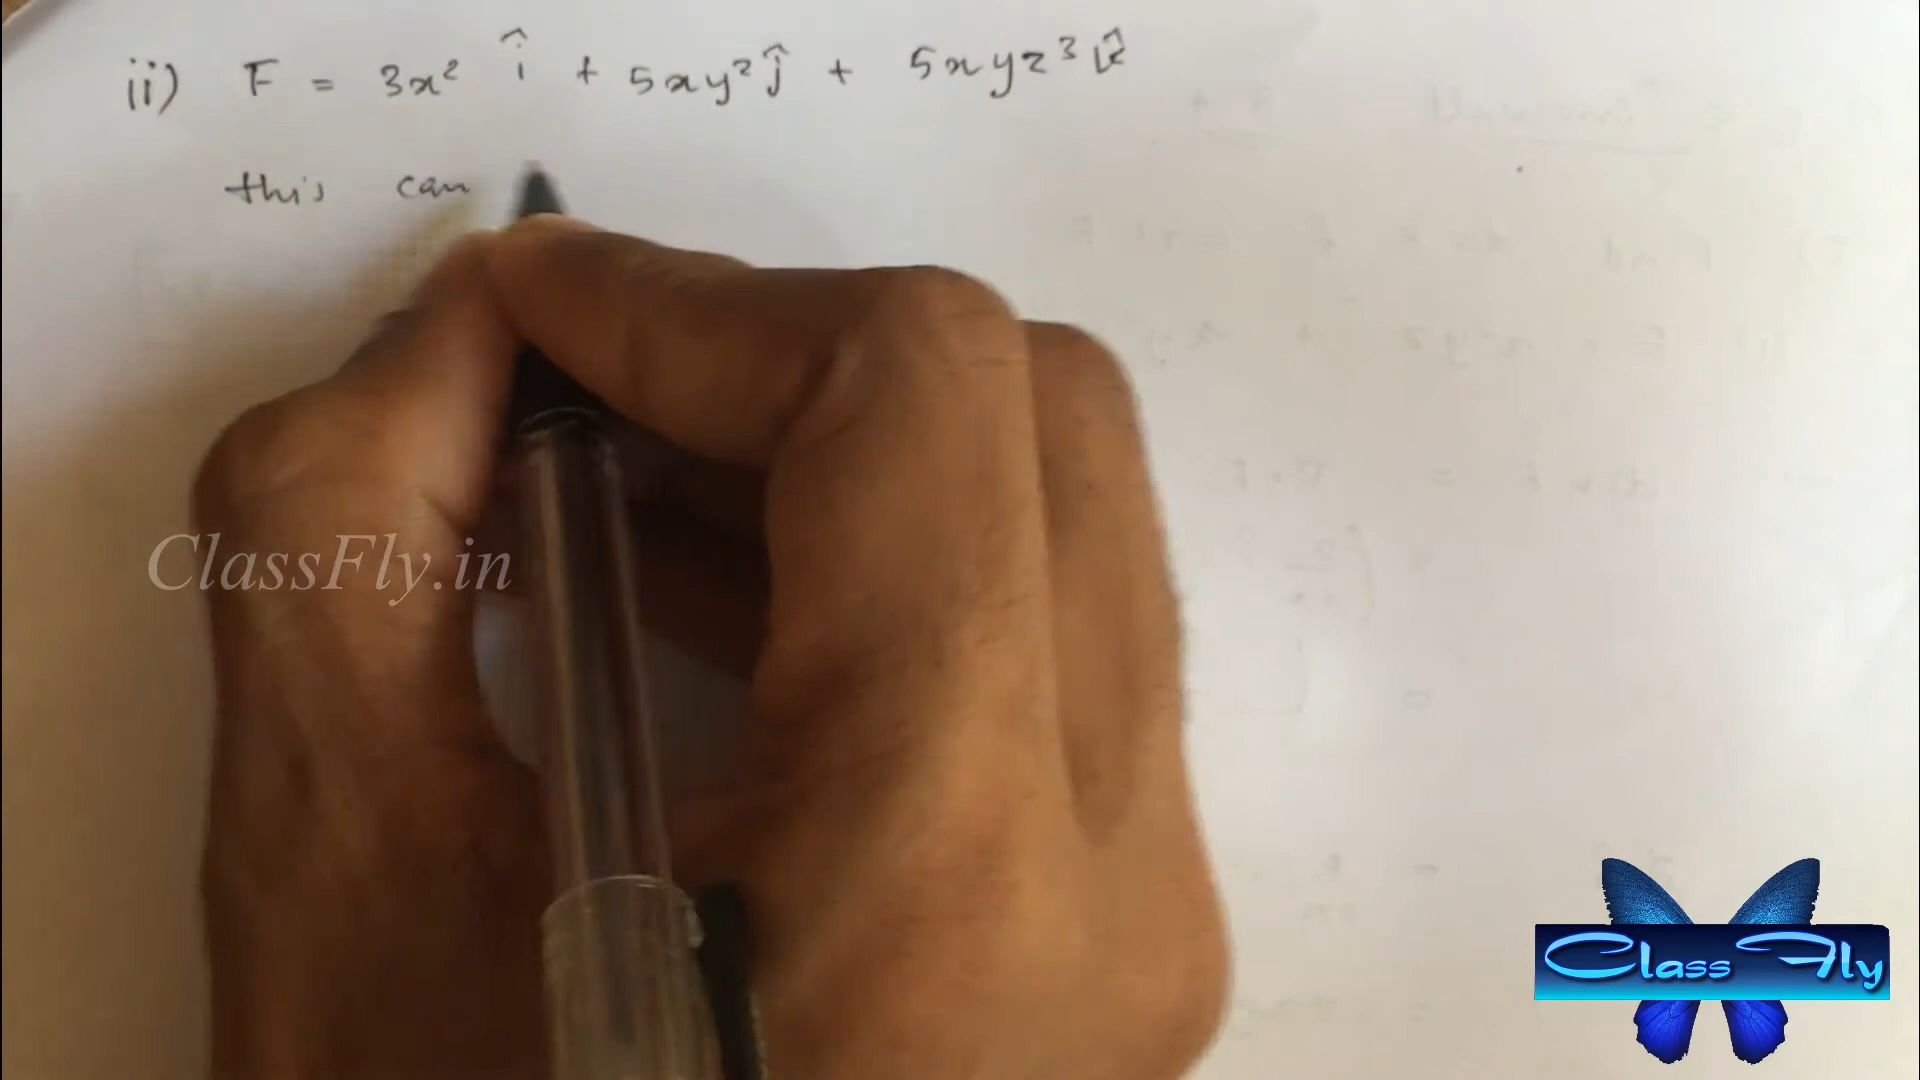 ii) F = 3x² î + 5xy² ĵ + 5xyz³ k̂
this can
ClassFly.in
Class Fly